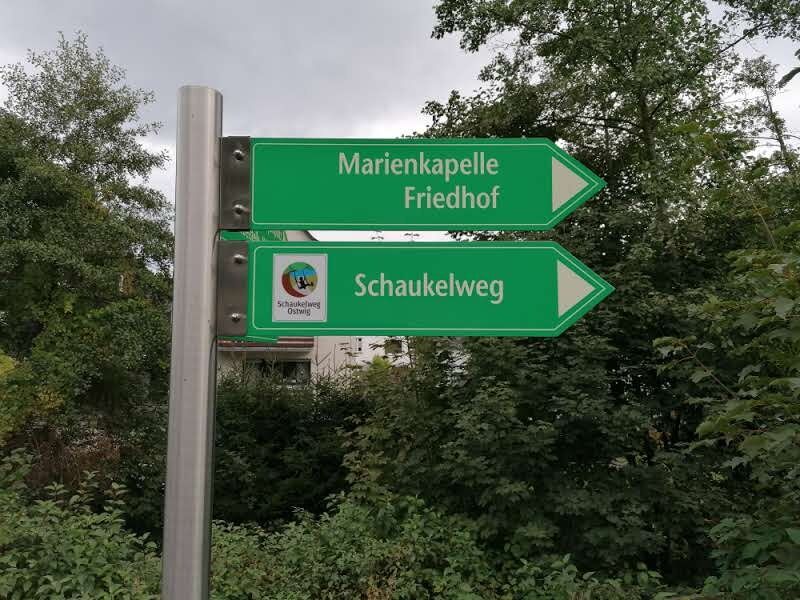 Marienkapelle
Friedhof
Schaukelweg
Schaukelweg
Ostwig